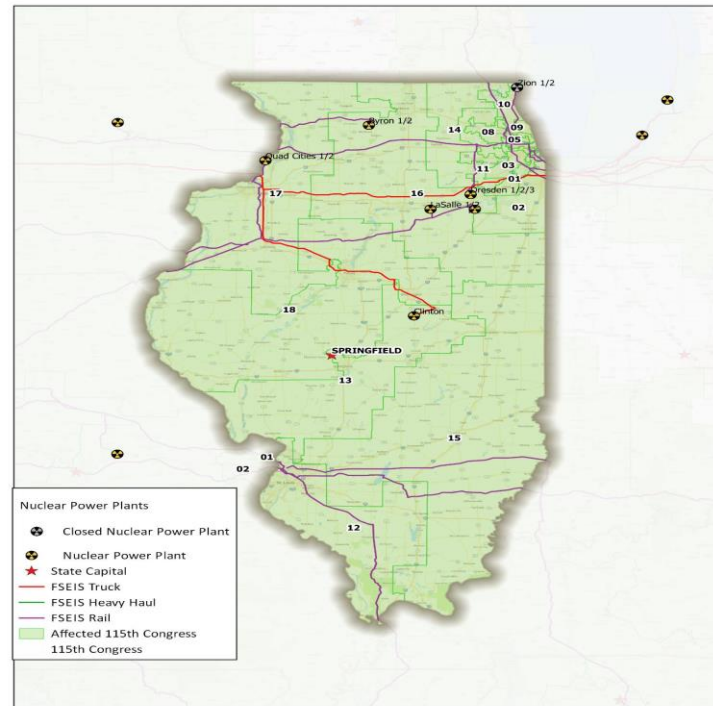 Zion 1/2
10
Byron 1/2
14
08
09
05
Quad Cities 1/2
11
03
01
17
16
Dresden 1/2/3
LaSalle 1/2
02
18
Clinton
SPRINGFIELD
13
15
01
02
12
Nuclear Power Plants
Closed Nuclear Power Plant
Nuclear Power Plant
State Capital
FSEIS Truck
FSEIS Heavy Haul
FSEIS Rail
Affected 115th Congress
115th Congress